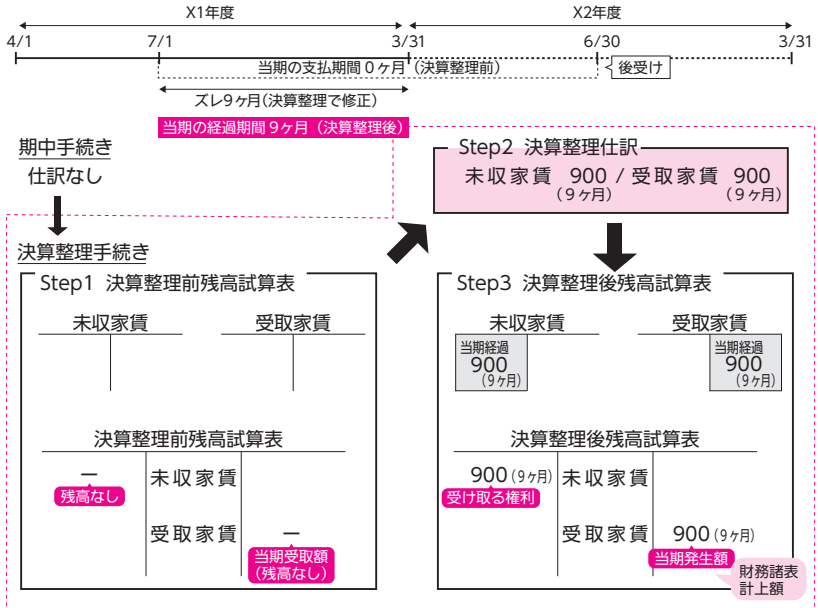 X1年度
X2年度
4/1
7/1
3/31
6/30
3/31
当期の支払期間0ヶ月(決算整理前)
後受け
ズレ9ヶ月(決算整理で修正)
当期の経過期間9ヶ月(決算整理後)
期中手続き
仕訳なし
決算整理手続き
Step1 決算整理前残高試算表
未収家賃
受取家賃
決算整理前残高試算表
ー
未収家賃
残高なし
受取家賃
ー
当期受取額
(残高なし)
Step2 決算整理仕訳
未収家賃 900 / 受取家賃 900
(9ヶ月)
(9ヶ月)
Step3 決算整理後残高試算表
未収家賃
受取家賃
当期経過
900
(9ヶ月)
当期経過
900
(9ヶ月)
決算整理後残高試算表
900(9ヶ月)
未収家賃
受け取る権利
受取家賃
900(9ヶ月)
当期発生額
財務諸表
計上額